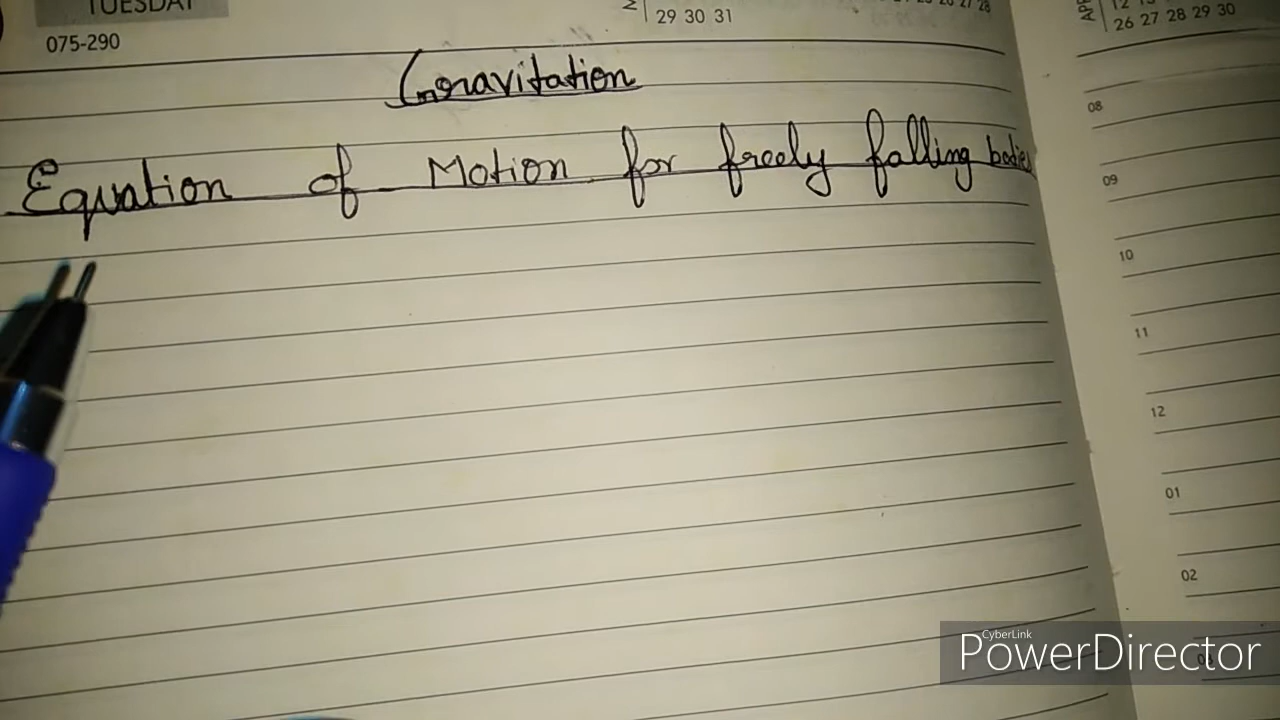 TUESDAY
075-290
29 30 31
26 27 28 29 30
Gravitation
Equation of Motion for freely falling bodies
08
09
10
11
12
01
02
CyberLink
PowerDirector